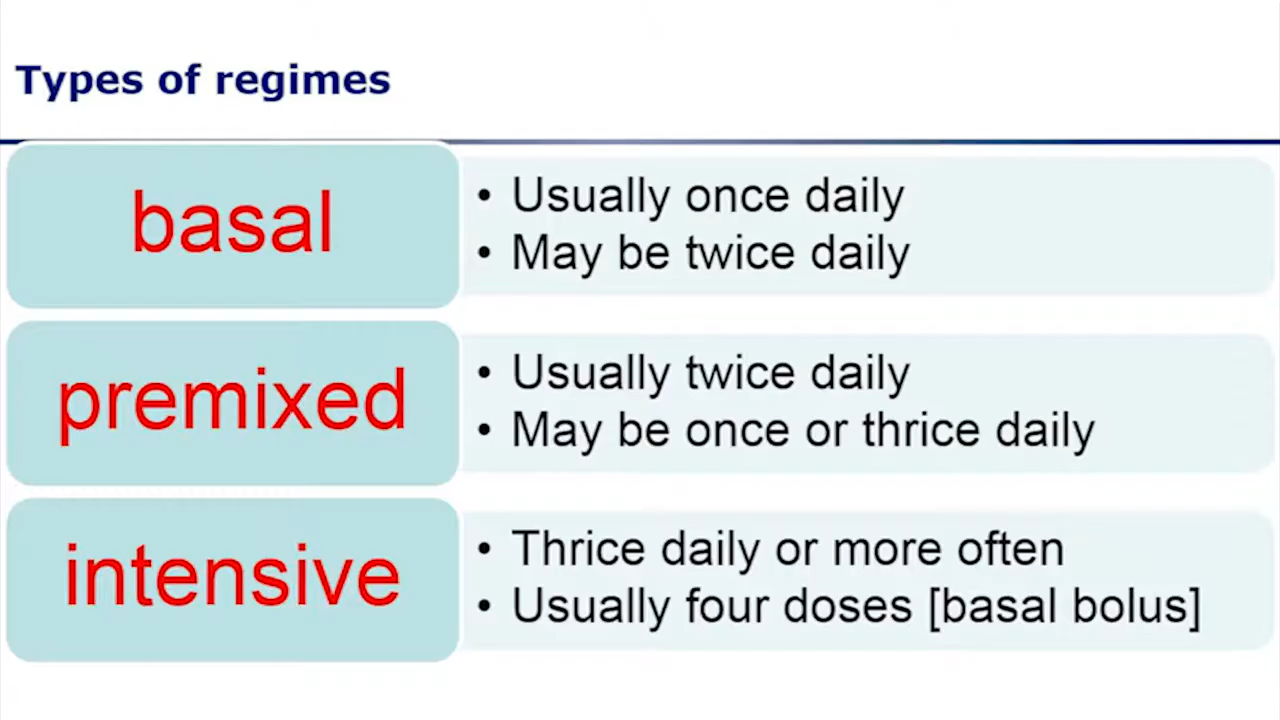 Types of regimes
basal
• Usually once daily
• May be twice daily
premixed
• Usually twice daily
• May be once or thrice daily
intensive
• Thrice daily or more often
• Usually four doses [basal bolus]